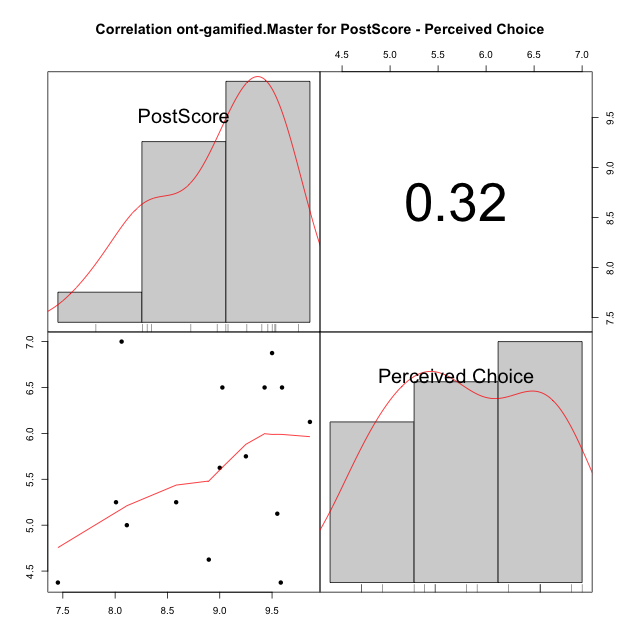 Correlation ont-gamified.Master for PostScore - Perceived Choice
4.5 5.0 5.5 6.0 6.5 7.0
PostScore
0.32
9.5
9.0
8.5
8.0
7.5
7.0
6.5
6.0
5.5
5.0
4.5
Perceived Choice
7.5 8.0 8.5 9.0 9.5